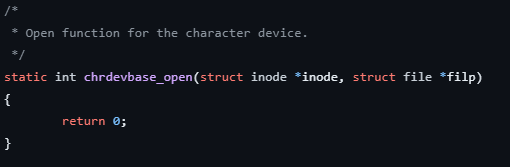 /*
 * Open function for the character device.
 */
static int chrdevbase_open(struct inode *inode, struct file *filp)
{
        return 0;
}